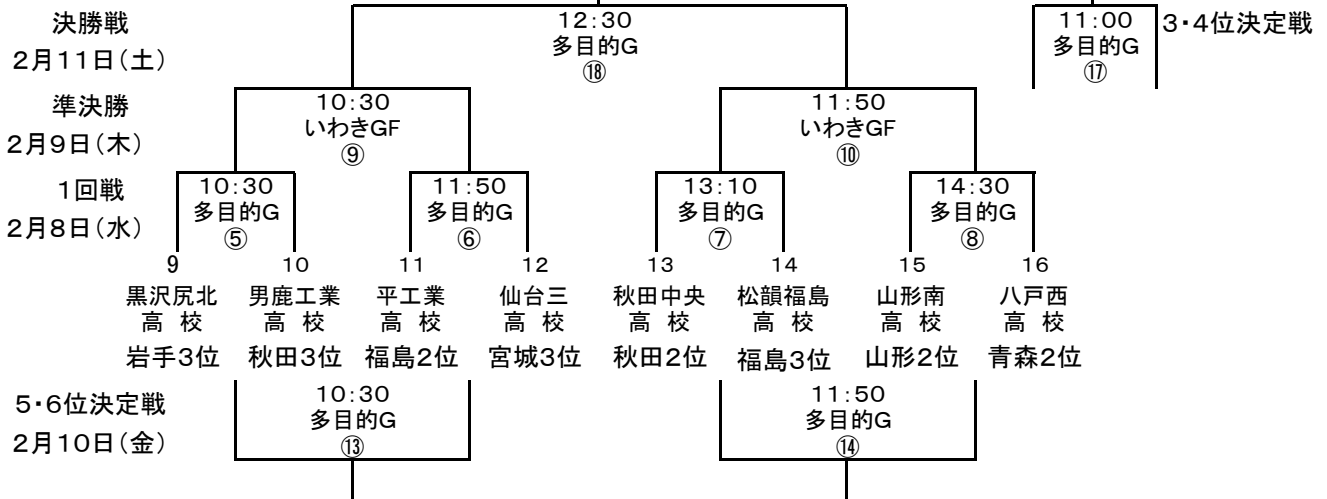 決勝戦
2月11日(土)
12:30
多目的G
⑱
11:00
多目的G
⑰
3・4位決定戦
準決勝
2月9日(木)
10:30
いわきGF
⑨
11:50
いわきGF
⑩
1回戦
2月8日(水)
10:30
多目的G
⑤
11:50
多目的G
⑥
13:10
多目的G
⑦
14:30
多目的G
⑧
9
黒沢尻北
高 校
岩手3位
10
男鹿工業
高 校
秋田3位
11
平工業
高 校
福島2位
12
仙台三
高 校
宮城3位
13
秋田中央
高 校
秋田2位
14
松韻福島
高 校
福島3位
15
山形南
高 校
山形2位
16
八戸西
高 校
青森2位
5・6位決定戦
2月10日(金)
10:30
多目的G
⑬
11:50
多目的G
⑭